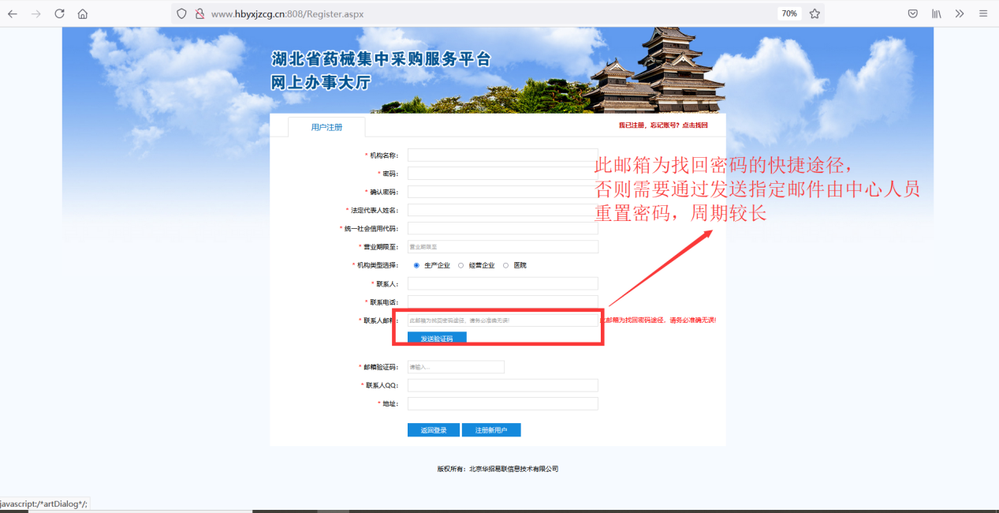 www.hbyxjzcg.cn:808/Register.aspx
70%
湖北省药械集中采购服务平台
网上办事大厅
用户注册
我已注册,忘记账号?点击找回
* 机构名称:
* 密码:
* 确认密码:
* 法定代表人姓名:
* 统一社会信用代码:
* 营业期限至: 营业期限至
* 机构类型选择: 生产企业 经营企业 医院
* 联系人:
* 联系电话:
* 联系人邮箱: 此邮箱为找回密码途径,请务必准确无误! 此邮箱为找回密码途径,请务必准确无误!
发送验证码
* 邮箱验证码: 请输入...
* 联系人QQ:
* 地址:
返回登录 注册新用户
此邮箱为找回密码的快捷途径,
否则需要通过发送指定邮件由中心人员
重置密码,周期较长
版权所有:北京华招易联信息技术有限公司
javascript:/*artDialog*/;